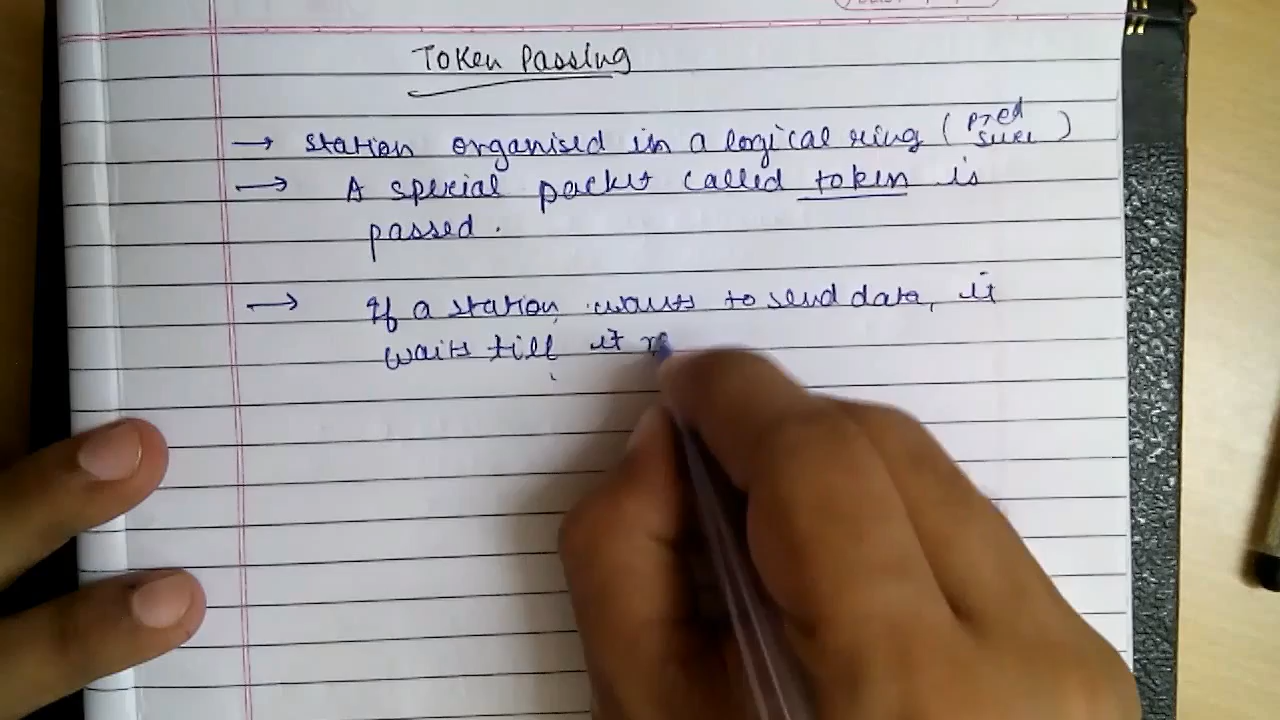 Token Passing
→ Station organised in a logical ring (pred succ)
→ A special packet called token is
passed.
→ If a station wants to send data, it
waits till it